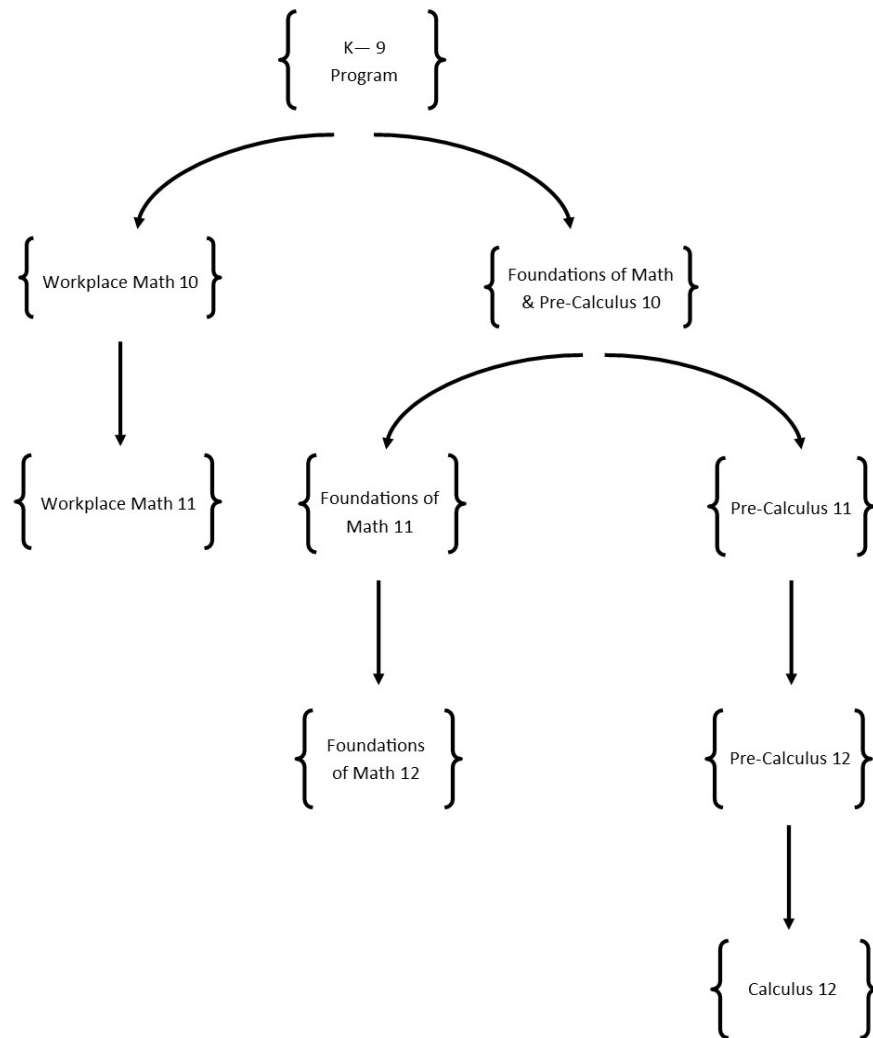 K— 9
Program
Workplace Math 10
Foundations of Math
& Pre-Calculus 10
Workplace Math 11
Foundations of
Math 11
Pre-Calculus 11
Foundations
of Math 12
Pre-Calculus 12
Calculus 12